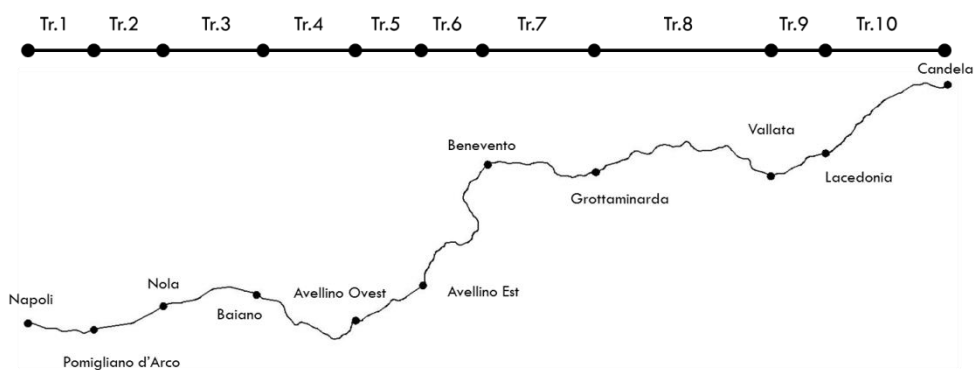 Tr.1 Tr.2 Tr.3 Tr.4 Tr.5 Tr.6 Tr.7 Tr.8 Tr.9 Tr.10
Candela
Vallata
Benevento
Lacedonia
Grottaminarda
Nola
Avellino Ovest
Avellino Est
Napoli
Baiano
Pomigliano d'Arco